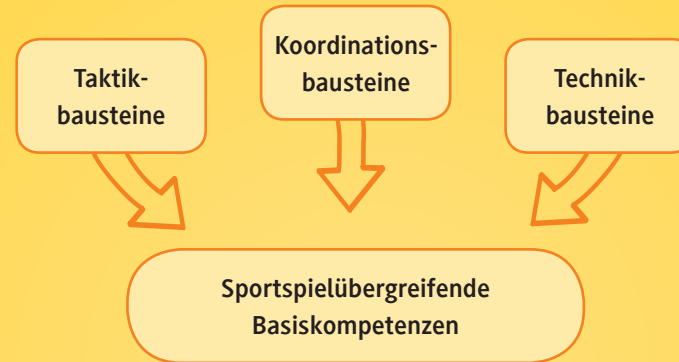 Taktik-
bausteine
Koordinations-
bausteine
Technik-
bausteine
Sportspielübergreifende
Basiskompetenzen